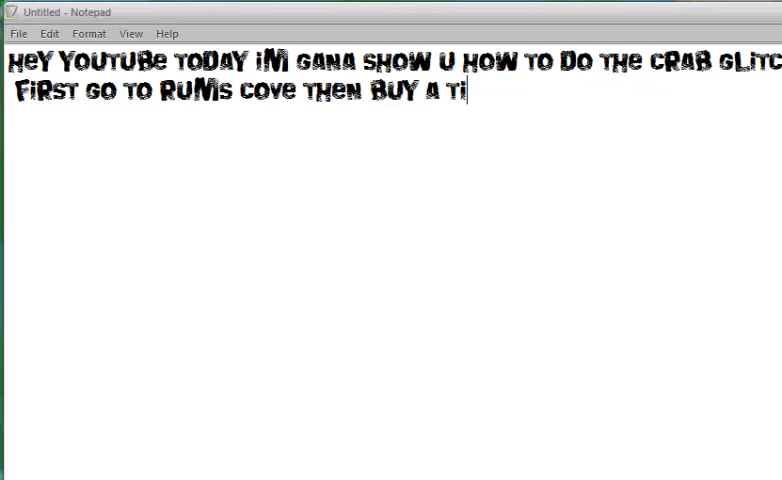 Untitled - Notepad
File Edit Format View Help
HeY YOUTUBe TODAY iM GANA SHOW U HOW TO DO THe CRAB GLiTC
FiRST GO TO RUMS COVe THeN BUY A Ti